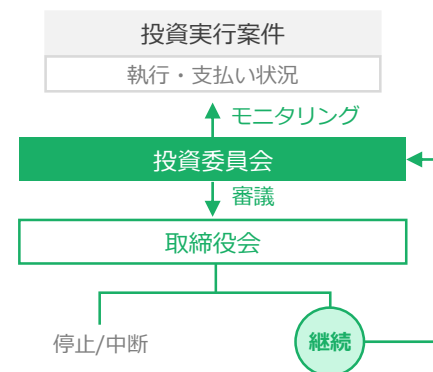 投資実行案件
執行・支払い状況
モニタリング
投資委員会
審議
取締役会
停止/中断
継続